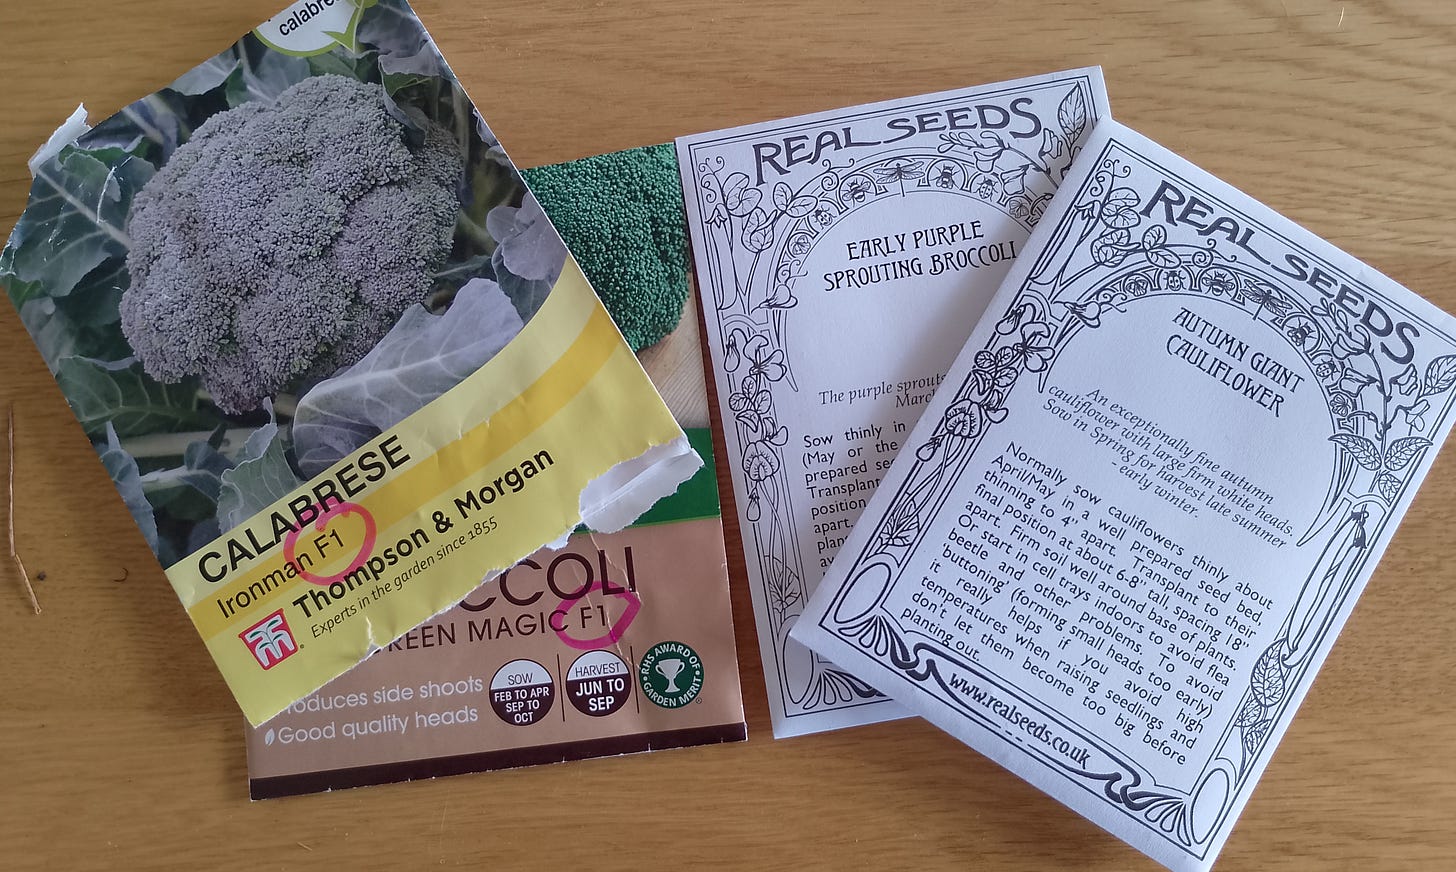 CALABRESE
Ironman F1
Thompson & Morgan
Experts in the garden since 1855
GREEN MAGIC F1
side shoots
Good quality heads
SOW
FEB TO APR
SEP TO
OCT
HARVEST
JUN TO
SEP
RHS AWARD OF
GARDEN MERIT
REAL SEEDS
EARLY PURPLE
SPROUTING BROCCOLI
The purple sprouts
March
Sow thinly in
(May or the
prepared
Transplant
position
apart.
REAL SEEDS
AUTUMN GIANT
CAULIFLOWER
An exceptionally fine autumn
cauliflower with large firm white heads.
Sow in Spring for harvest late summer
-early winter.
Normally sow cauliflowers thinly about
April/May in a well prepared seed bed,
thinning to 4" apart. Transplant to their
final position at about 6-8" tall, spacing 18"
apart. Firm soil well around base of plants.
Or start in cell trays indoors to avoid flea
beetle and other problems. To avoid
'buttoning' (forming small heads too early)
it really helps if you avoid high
temperatures when raising seedlings and
don't let them become too big before
planting out.
www.realseeds.co.uk